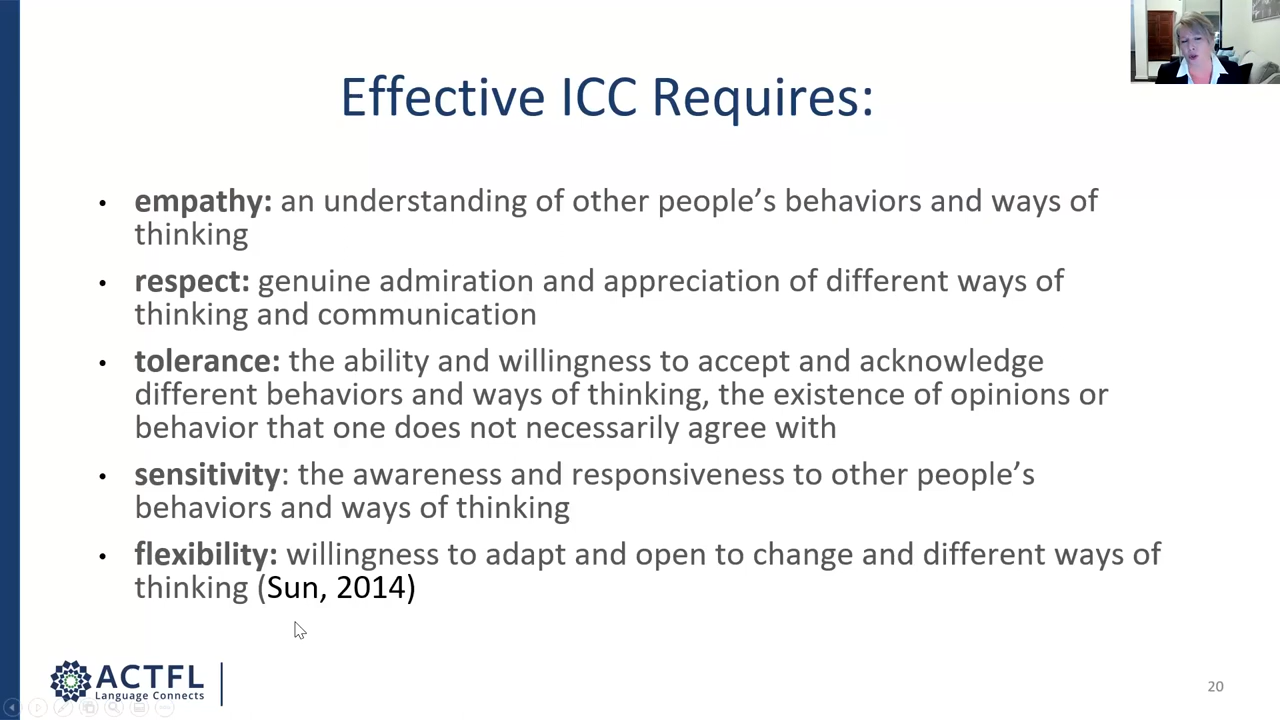 Effective ICC Requires:
• empathy: an understanding of other people’s behaviors and ways of
thinking
• respect: genuine admiration and appreciation of different ways of
thinking and communication
• tolerance: the ability and willingness to accept and acknowledge
different behaviors and ways of thinking, the existence of opinions or
behavior that one does not necessarily agree with
• sensitivity: the awareness and responsiveness to other people’s
behaviors and ways of thinking
• flexibility: willingness to adapt and open to change and different ways of
thinking (Sun, 2014)
ACTFL
Language Connects
20